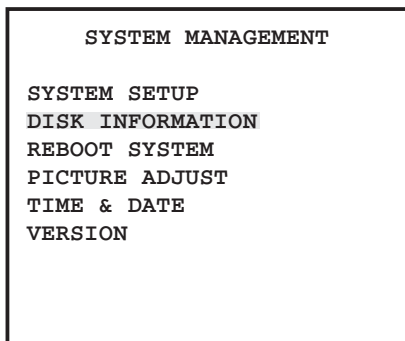 SYSTEM MANAGEMENT
SYSTEM SETUP
DISK INFORMATION
REBOOT SYSTEM
PICTURE ADJUST
TIME & DATE
VERSION